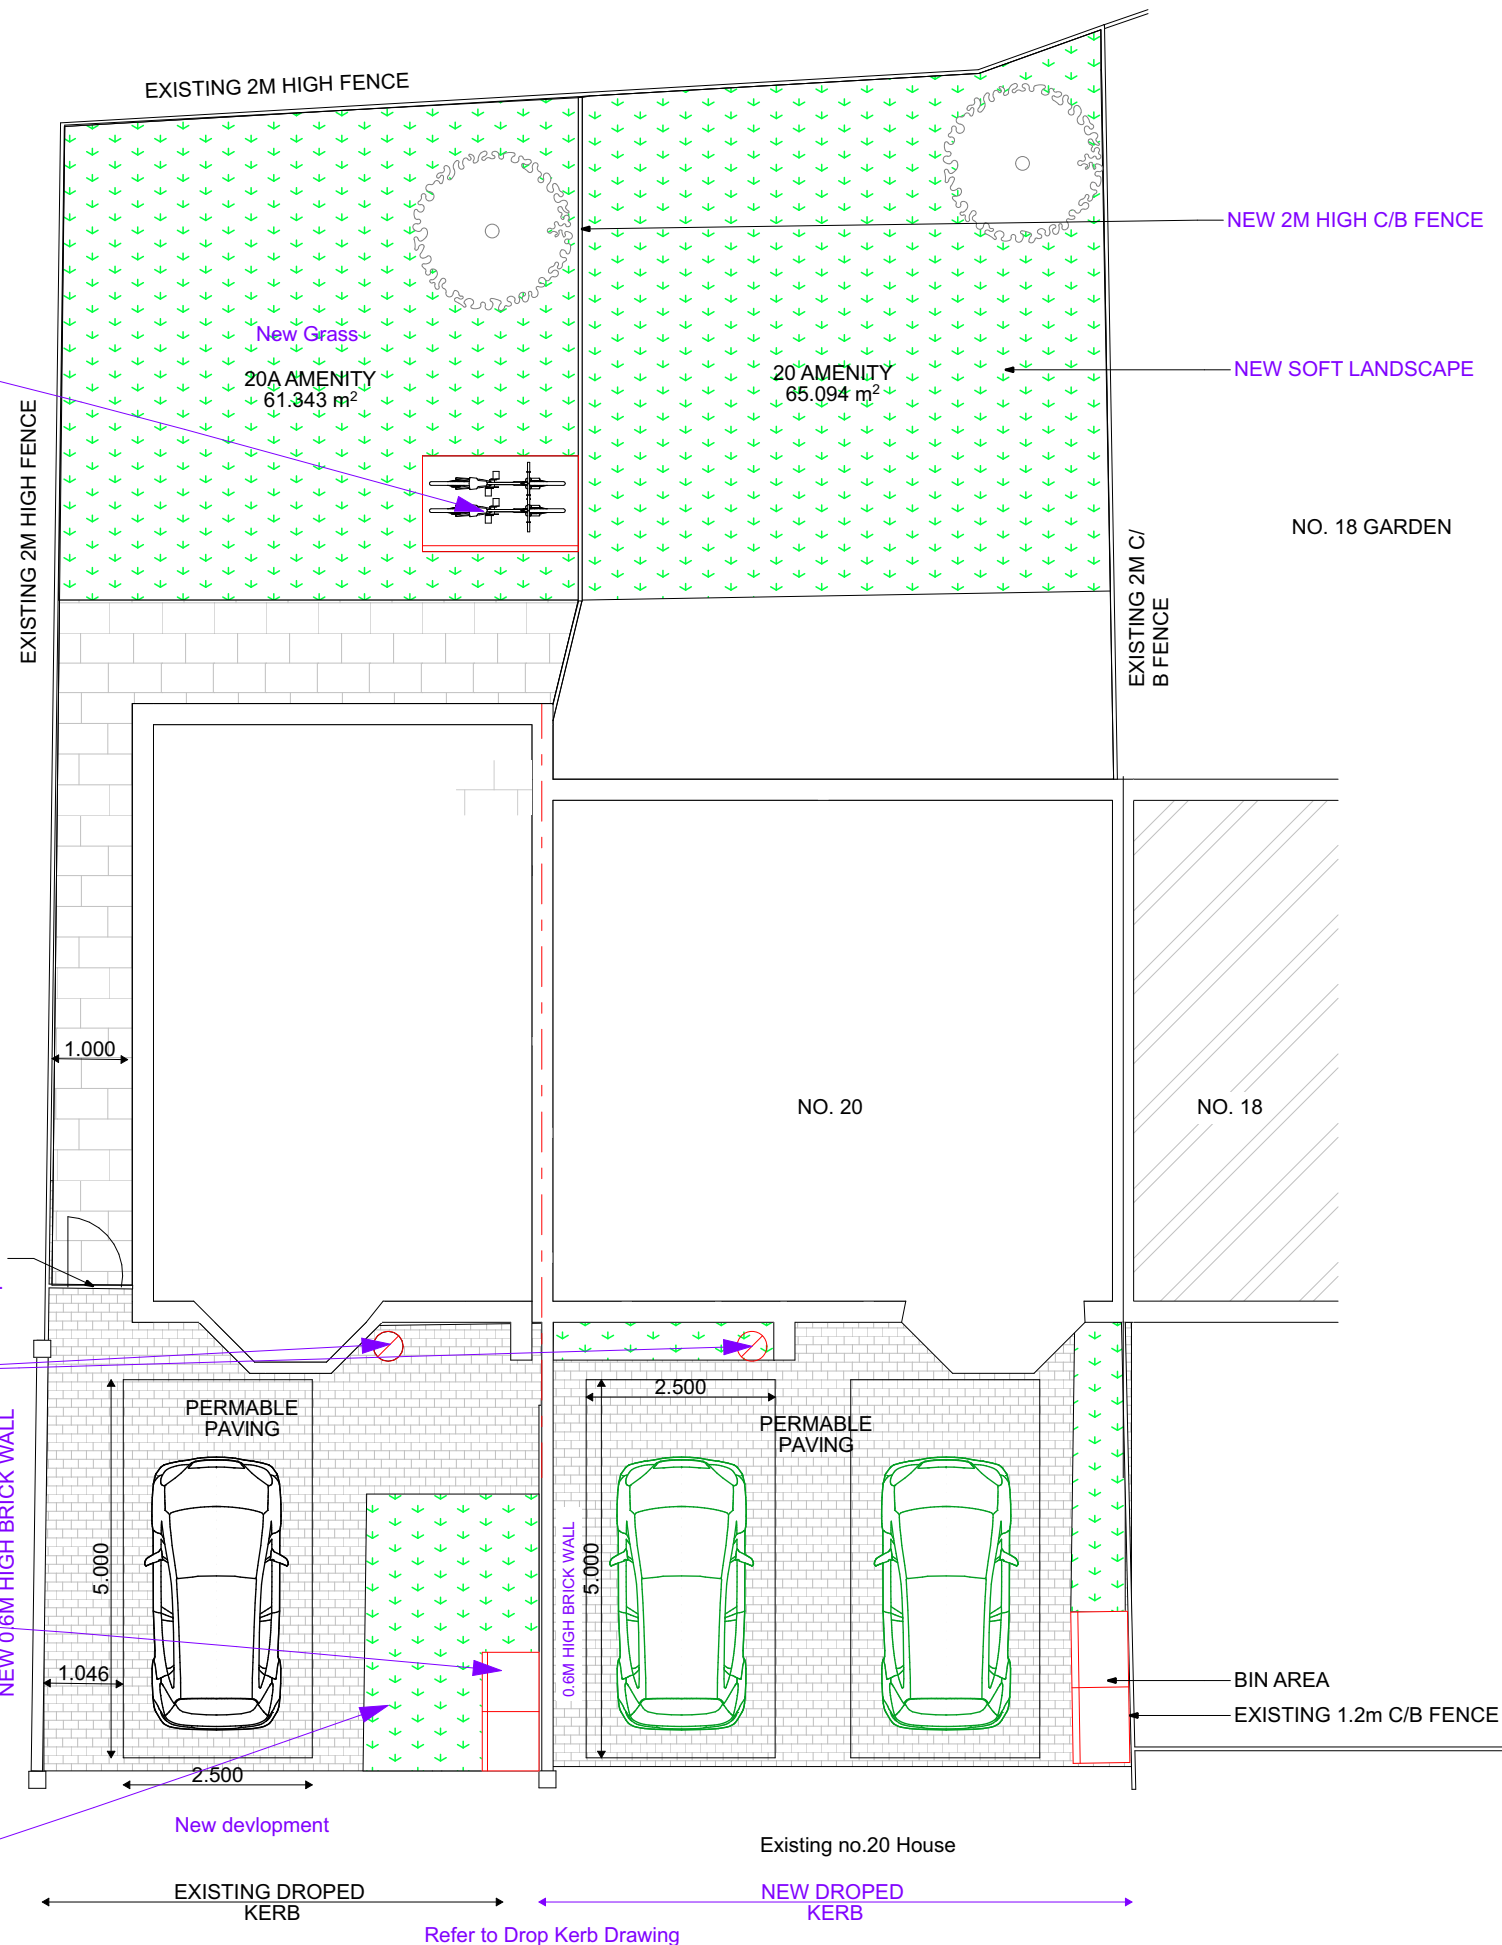 EXISTING 2M HIGH FENCE
NEW 2M HIGH C/B FENCE
New Grass
20A AMENITY
61.343 m²
20 AMENITY
65.094 m²
NEW SOFT LANDSCAPE
EXISTING 2M HIGH FENCE
NO. 18 GARDEN
EXISTING 2M C/
B FENCE
1.000
NO. 20
NO. 18
PERMABLE
PAVING
2.500
PERMABLE
PAVING
NEW 0.6M HIGH BRICK WALL
5.000
0.6M HIGH BRICK WALL
5.000
1.046
BIN AREA
EXISTING 1.2m C/B FENCE
2.500
New devlopment
Existing no.20 House
EXISTING DROPED
KERB
NEW DROPED
KERB
Refer to Drop Kerb Drawing